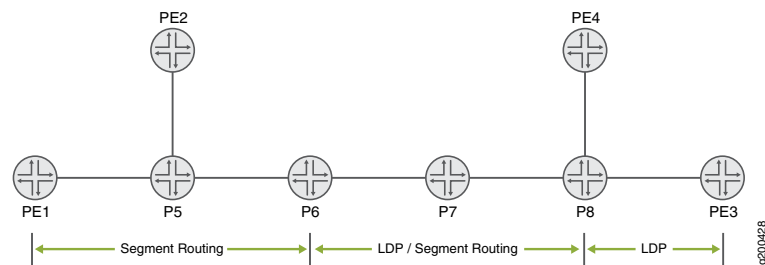 PE2
PE4
PE1
P5
P6
P7
P8
PE3
Segment Routing
LDP / Segment Routing
LDP
g200428